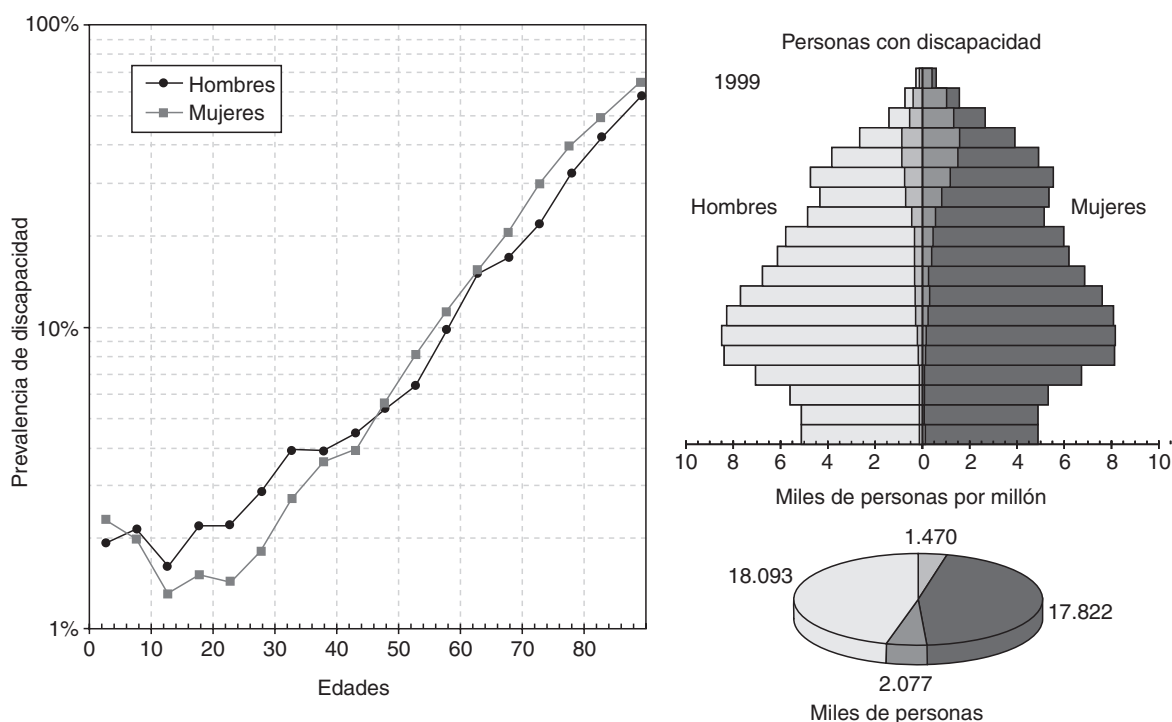 100%
10%
1%
Prevalencia de discapacidad
Hombres
Mujeres
0 10 20 30 40 50 60 70 80
Edades
Personas con discapacidad
1999
Hombres
Mujeres
10 8 6 4 2 0 2 4 6 8 10
Miles de personas por millón
1.470
18.093
17.822
2.077
Miles de personas